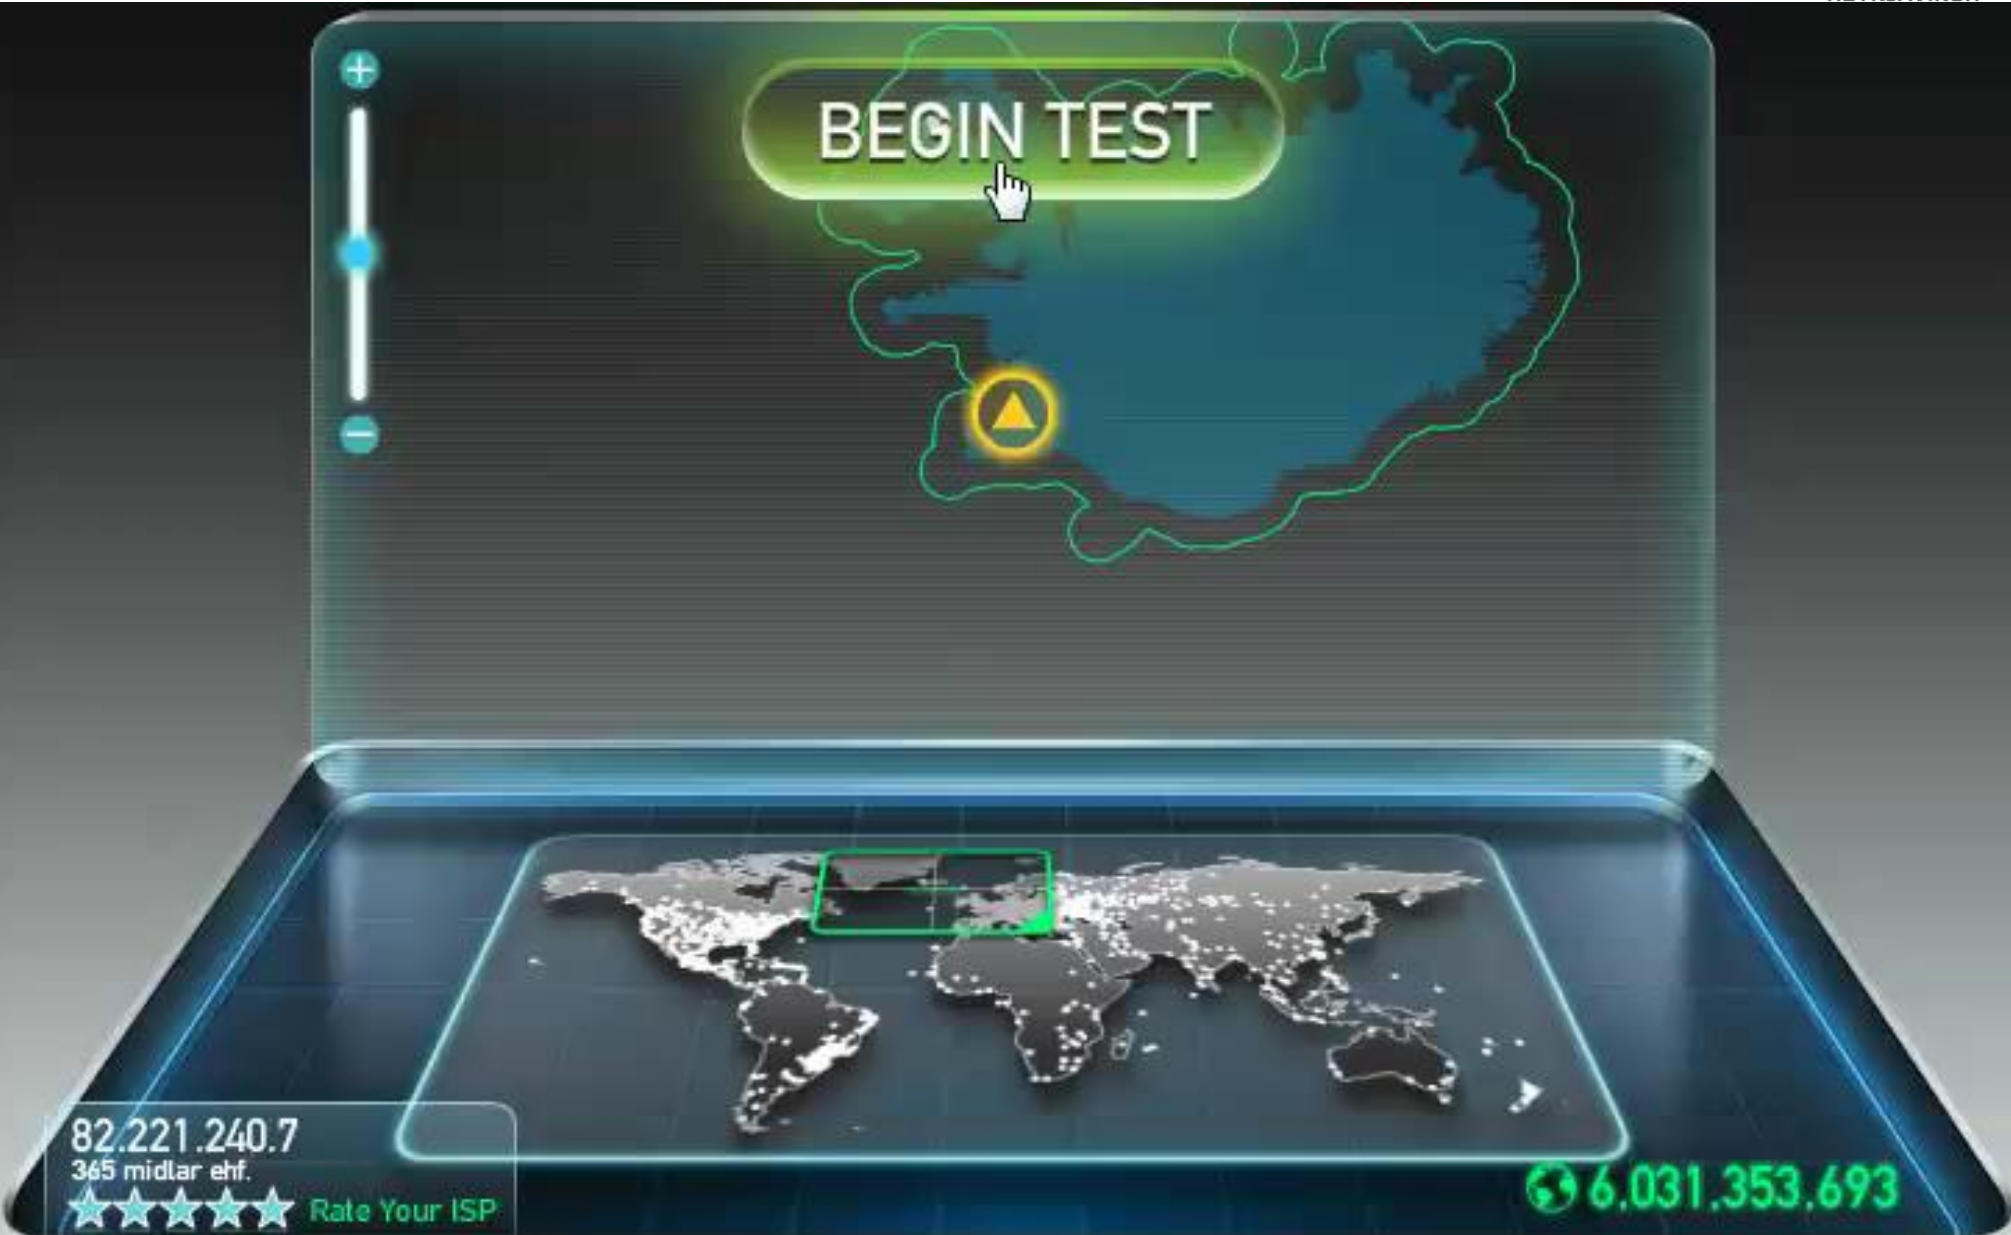 BEGIN TEST
82.221.240.7
365 midlar ehf.
Rate Your ISP
6,031,353,693